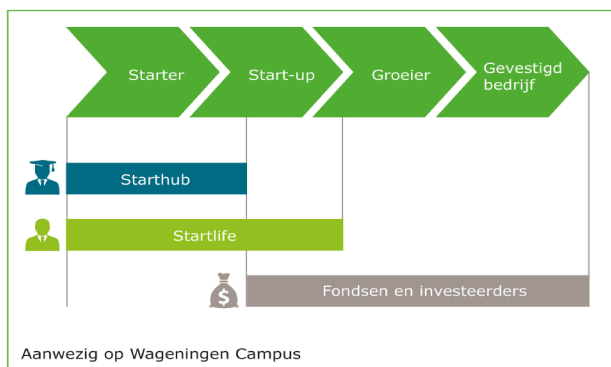 Starter
Start-up
Groeier
Gevestigd
bedrijf
Starthub
Startlife
$
Fondsen en investeerders
Aanwezig op Wageningen Campus